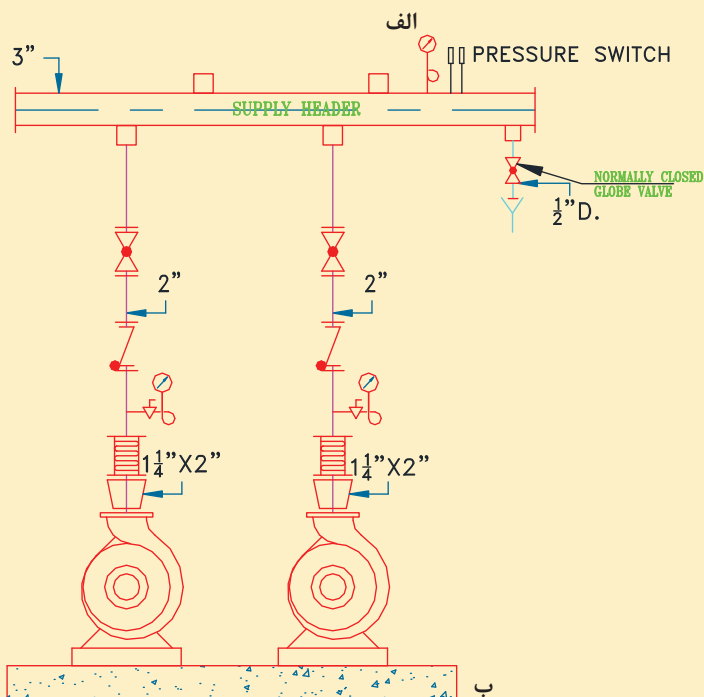 الف
3”
PRESSURE SWITCH
SUPPLY HEADER
NORMALLY CLOSED
GLOBE VALVE
½”D.
2”
2”
1¼”X2”
1¼”X2”
ب